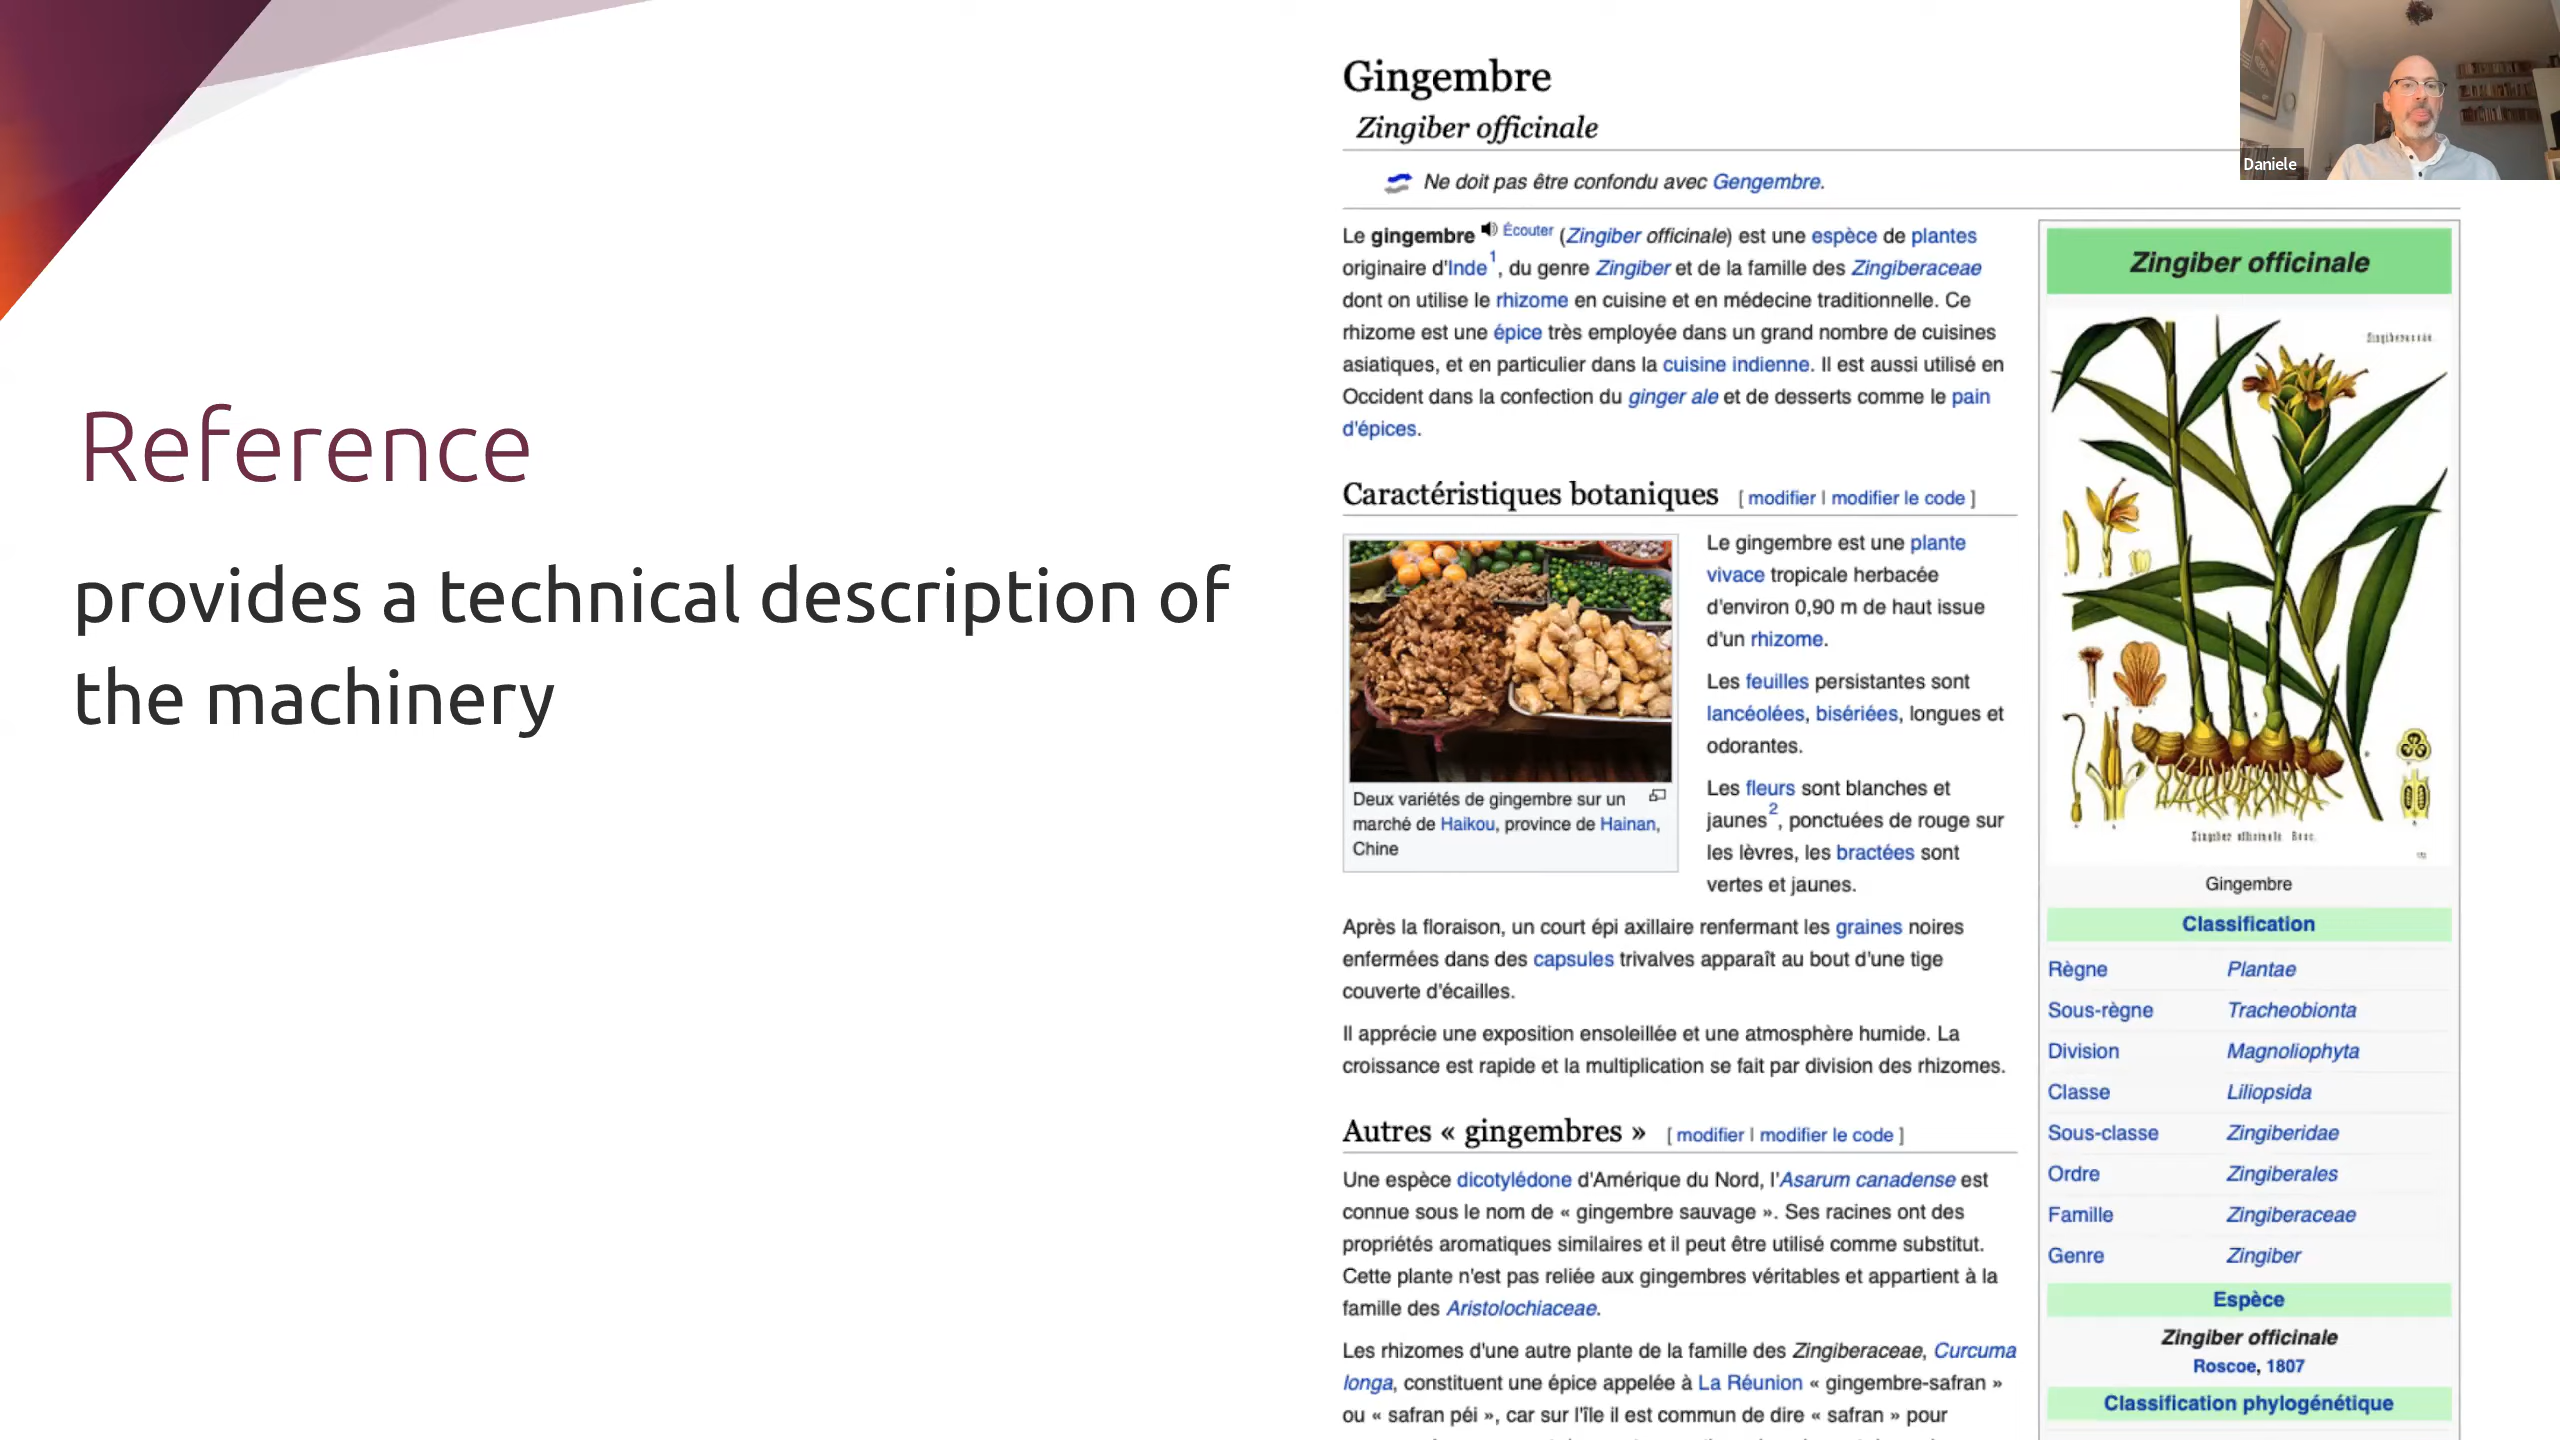 Reference
provides a technical description of
the machinery
Gingembre
Zingiber officinale
Ne doit pas être confondu avec Gengembre.
Le gingembre Écouter (Zingiber officinale) est une espèce de plantes
originaire d'Inde1, du genre Zingiber et de la famille des Zingiberaceae
dont on utilise le rhizome en cuisine et en médecine traditionnelle. Ce
rhizome est une épice très employée dans un grand nombre de cuisines
asiatiques, et en particulier dans la cuisine indienne. Il est aussi utilisé en
Occident dans la confection du ginger ale et de desserts comme le pain
d'épices.
Caractéristiques botaniques [ modifier | modifier le code ]
Deux variétés de gingembre sur un
marché de Haikou, province de Hainan,
Chine
Le gingembre est une plante
vivace tropicale herbacée
d'environ 0,90 m de haut issue
d'un rhizome.
Les feuilles persistantes sont
lancéolées, bisériées, longues et
odorantes.
Les fleurs sont blanches et
jaunes2, ponctuées de rouge sur
les lèvres, les bractées sont
vertes et jaunes.
Après la floraison, un court épi axillaire renfermant les graines noires
enfermées dans des capsules trivalves apparaît au bout d'une tige
couverte d'écailles.
Il apprécie une exposition ensoleillée et une atmosphère humide. La
croissance est rapide et la multiplication se fait par division des rhizomes.
Autres « gingembres » [ modifier | modifier le code ]
Une espèce dicotylédone d'Amérique du Nord, l'Asarum canadense est
connue sous le nom de « gingembre sauvage ». Ses racines ont des
propriétés aromatiques similaires et il peut être utilisé comme substitut.
Cette plante n'est pas reliée aux gingembres véritables et appartient à la
famille des Aristolochiaceae.
Les rhizomes d'une autre plante de la famille des Zingiberaceae, Curcuma
longa, constituent une épice appelée à La Réunion « gingembre-safran »
ou « safran péi », car sur l'île il est commun de dire « safran » pour
Zingiber officinale
Zingiberaceae.
Zingiber officinale Rosc.
Gingembre
Classification
Règne Plantae
Sous-règne Tracheobionta
Division Magnoliophyta
Classe Liliopsida
Sous-classe Zingiberidae
Ordre Zingiberales
Famille Zingiberaceae
Genre Zingiber
Espèce
Zingiber officinale
Roscoe, 1807
Classification phylogénétique
Daniele